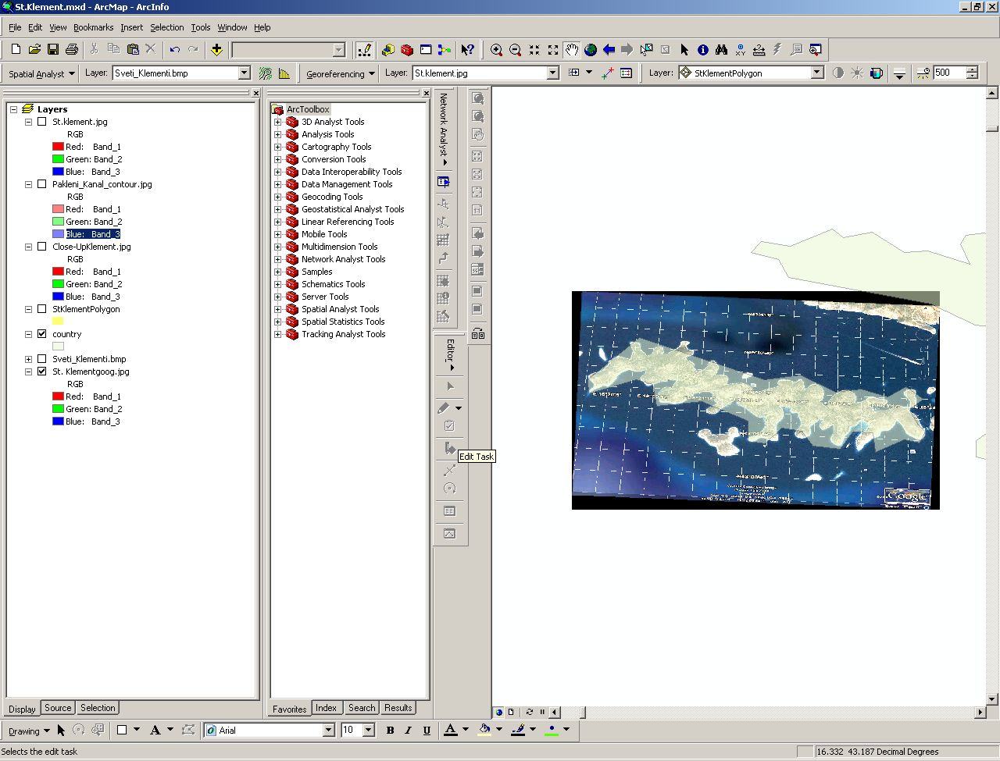 St.Klement.mxd - ArcMap - ArcInfo
File Edit View Bookmarks Insert Selection Tools Window Help
Spatial Analyst Layer: Sveti_Klementi.bmp Georeferencing Layer: St.klement.jpg Layer: StKlementPolygon 500
Layers
St.klement.jpg
RGB
Red: Band_1
Green: Band_2
Blue: Band_3
Pakleni_Kanal_contour.jpg
RGB
Red: Band_1
Green: Band_2
Blue: Band_3
Close-UpKlement.jpg
RGB
Red: Band_1
Green: Band_2
Blue: Band_3
StKlementPolygon
country
Sveti_Klementi.bmp
St. Klementgoog.jpg
RGB
Red: Band_1
Green: Band_2
Blue: Band_3
Display Source Selection
ArcToolbox
3D Analyst Tools
Analysis Tools
Cartography Tools
Conversion Tools
Data Interoperability Tools
Data Management Tools
Geocoding Tools
Geostatistical Analyst Tools
Linear Referencing Tools
Mobile Tools
Multidimension Tools
Network Analyst Tools
Samples
Schematics Tools
Server Tools
Spatial Analyst Tools
Spatial Statistics Tools
Tracking Analyst Tools
Favorites Index Search Results
Network Analyst
Editor
Edit Task
1:1
Google
Drawing A Arial 10 B I U A
Selects the edit task
16.332 43.187 Decimal Degrees